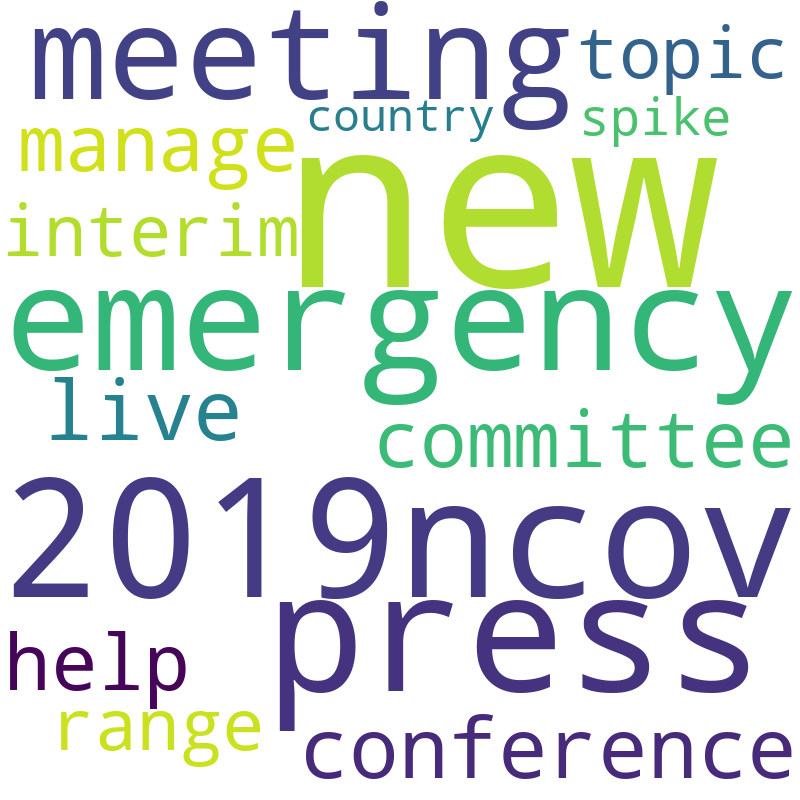 meeting topic
country spike
manage
new
interim
emergency
live
committee
2019ncov
press
help
range
conference